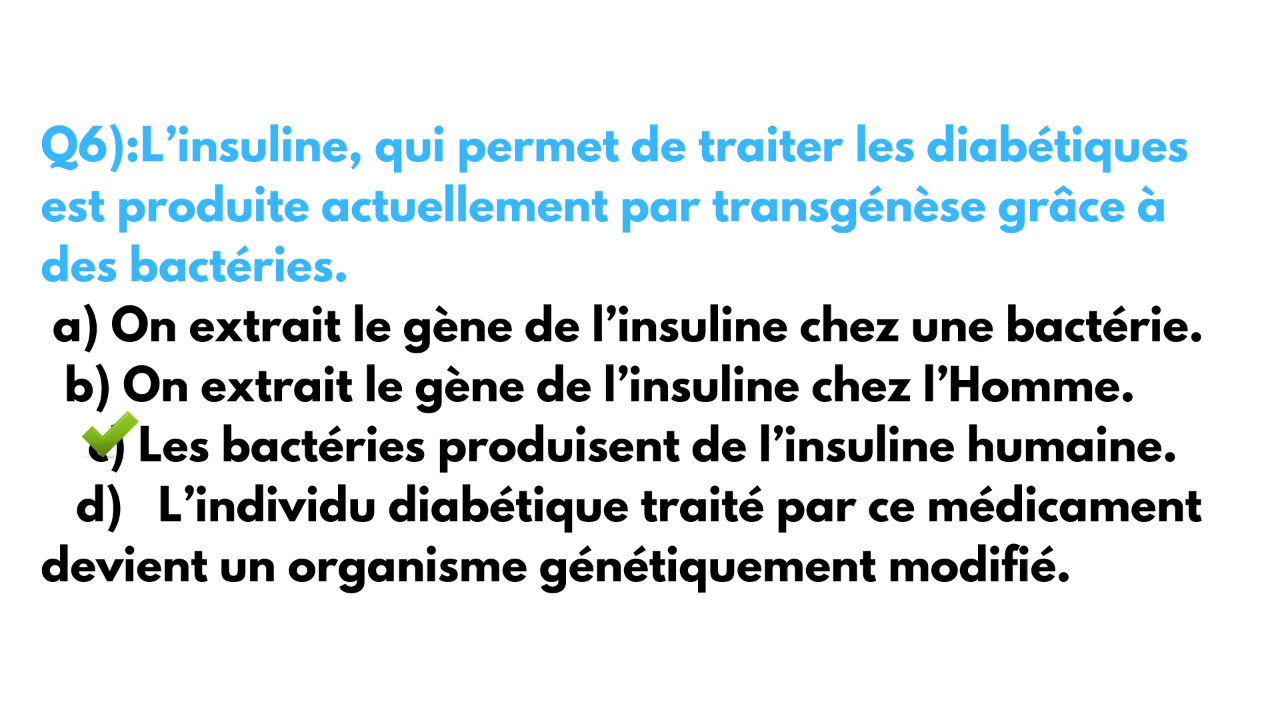 Q6):L’insuline, qui permet de traiter les diabétiques
est produite actuellement par transgénèse grâce à
des bactéries.
a) On extrait le gène de l’insuline chez une bactérie.
b) On extrait le gène de l’insuline chez l’Homme.
c) Les bactéries produisent de l’insuline humaine.
d) L’individu diabétique traité par ce médicament
devient un organisme génétiquement modifié.